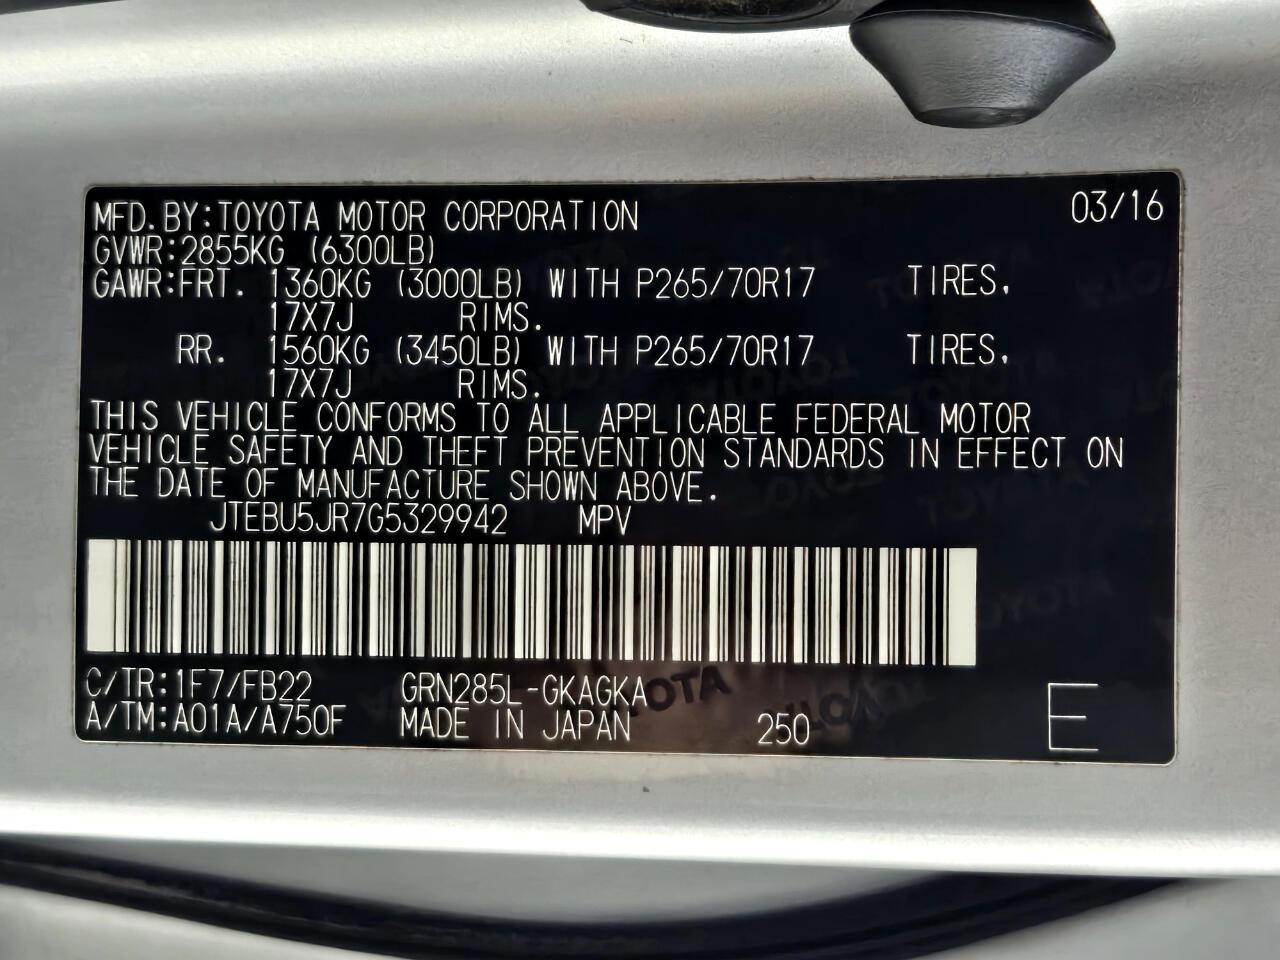 MFD.BY:TOYOTA MOTOR CORPORATION 03/16
GVWR:2855KG (6300LB)
GAWR:FRT. 1360KG (3000LB) WITH P265/70R17 TIRES,
17X7J RIMS.
RR. 1560KG (3450LB) WITH P265/70R17 TIRES,
17X7J RIMS.
THIS VEHICLE CONFORMS TO ALL APPLICABLE FEDERAL MOTOR
VEHICLE SAFETY AND THEFT PREVENTION STANDARDS IN EFFECT ON
THE DATE OF MANUFACTURE SHOWN ABOVE.
JTEBU5JR7G5329942 MPV
C/TR:1F7/FB22 GRN285L-GKAGKA
A/TM:A01A/A750F MADE IN JAPAN 250 E